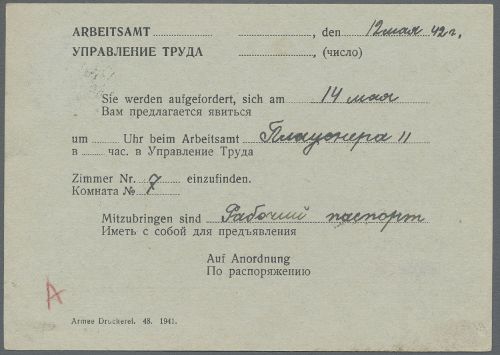 ARBEITSAMT , den 12 мая 42 г.
УПРАВЛЕНИЕ ТРУДА , (число)
Sie werden aufgefordert, sich am 14 мая
Вам предлагается явиться
um Uhr beim Arbeitsamt 11
в час. в Управление Труда
Zimmer Nr. 7 einzufinden.
Комната №
Mitzubringen sind Рабочий паспорт
Иметь с собой для предъявления
Auf Anordnung
По распоряжению
А
Armee Druckerei. 48. 1941.